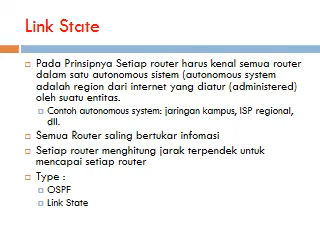 Link State
Pada Prinsipnya Setiap router harus kenal semua router
dalam satu autonomous sistem (autonomous system
adalah region dari internet yang diatur (administered)
oleh suatu entitas.
Contoh autonomous system: jaringan kampus, ISP regional,
dll.
Semua Router saling bertukar infomasi
Setiap router menghitung jarak terpendek untuk
mencapai setiap router
Type :
OSPF
Link State